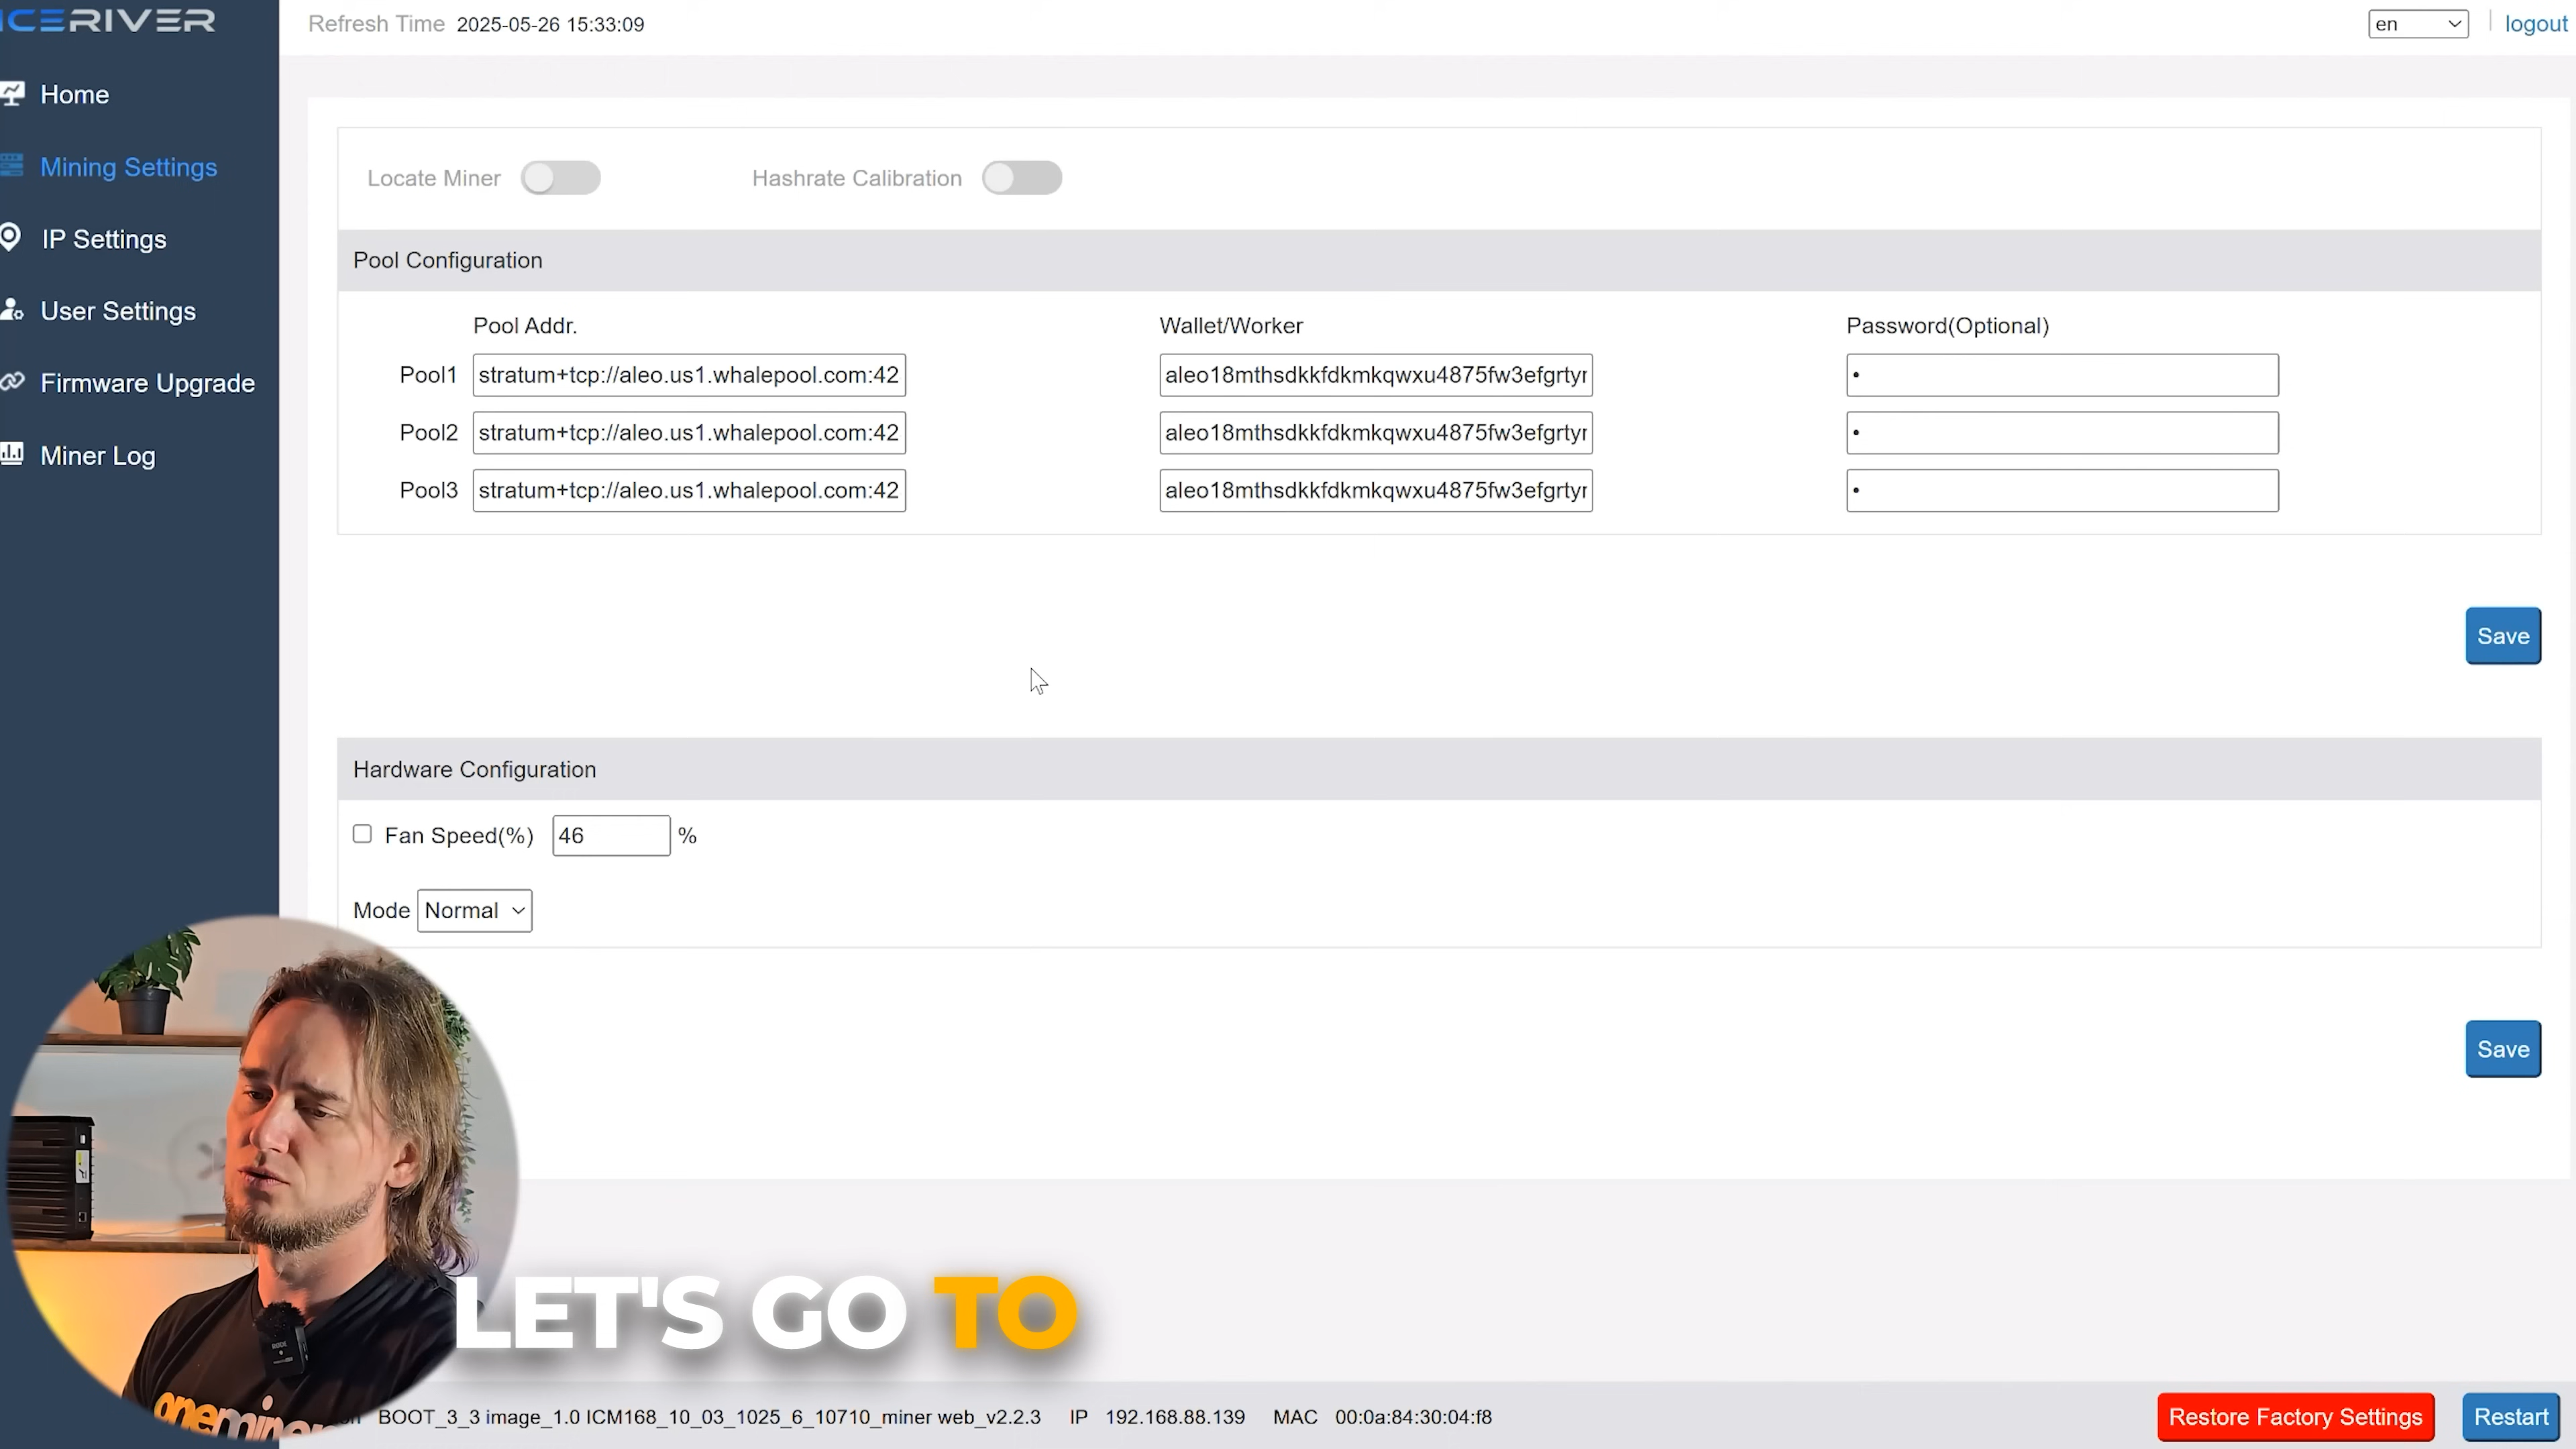 ICERIVER
Refresh Time 2025-05-26 15:33:09
en
logout
Home
Mining Settings
IP Settings
User Settings
Firmware Upgrade
Miner Log
Locate Miner
Hashrate Calibration
Pool Configuration
Pool Addr. Wallet/Worker Password(Optional)
Pool1 stratum+tcp://aleo.us1.whalepool.com:42 aleo18mthsdkkfdkmkqwxu4875fw3efgrtyr •
Pool2 stratum+tcp://aleo.us1.whalepool.com:42 aleo18mthsdkkfdkmkqwxu4875fw3efgrtyr •
Pool3 stratum+tcp://aleo.us1.whalepool.com:42 aleo18mthsdkkfdkmkqwxu4875fw3efgrtyr •
Save
Hardware Configuration
Fan Speed(%) 46 %
Mode Normal
Save
LET'S GO TO
oneminer
BOOT_3_3 image_1.0 ICM168_10_03_1025_6_10710_miner web_v2.2.3 IP 192.168.88.139 MAC 00:0a:84:30:04:f8
Restore Factory Settings
Restart